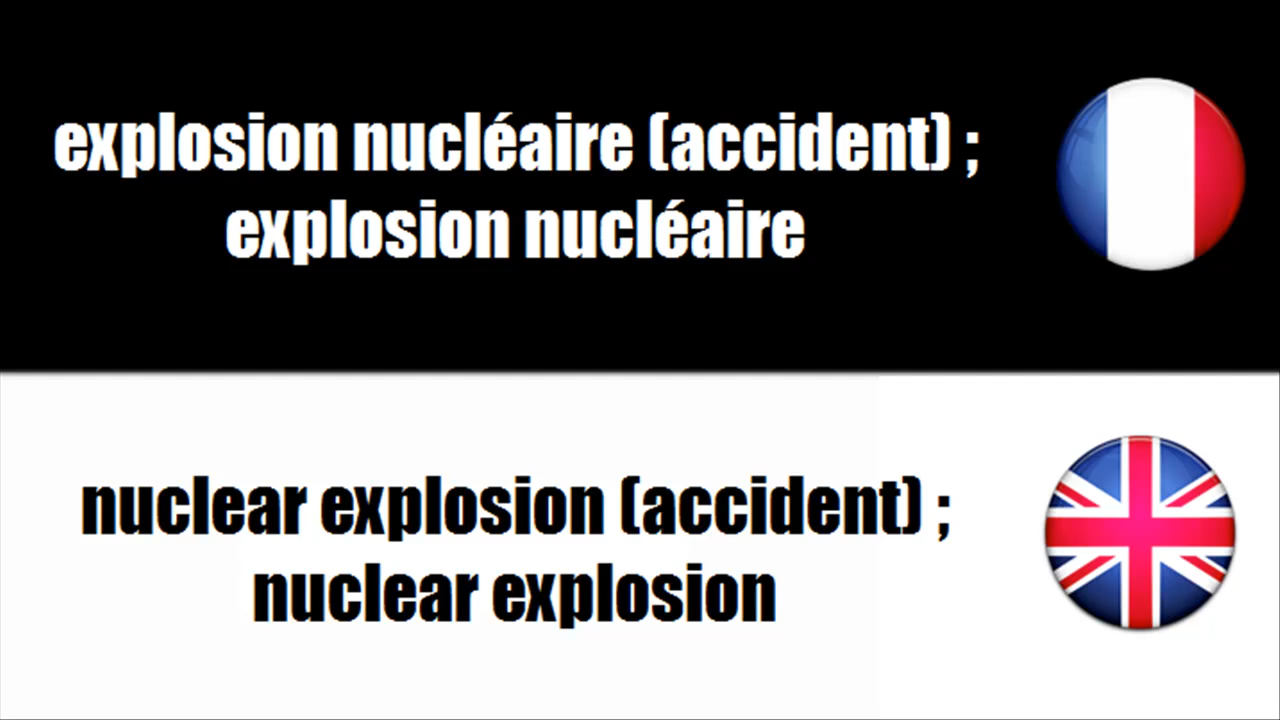 explosion nucléaire (accident) ;
explosion nucléaire
nuclear explosion (accident) ;
nuclear explosion